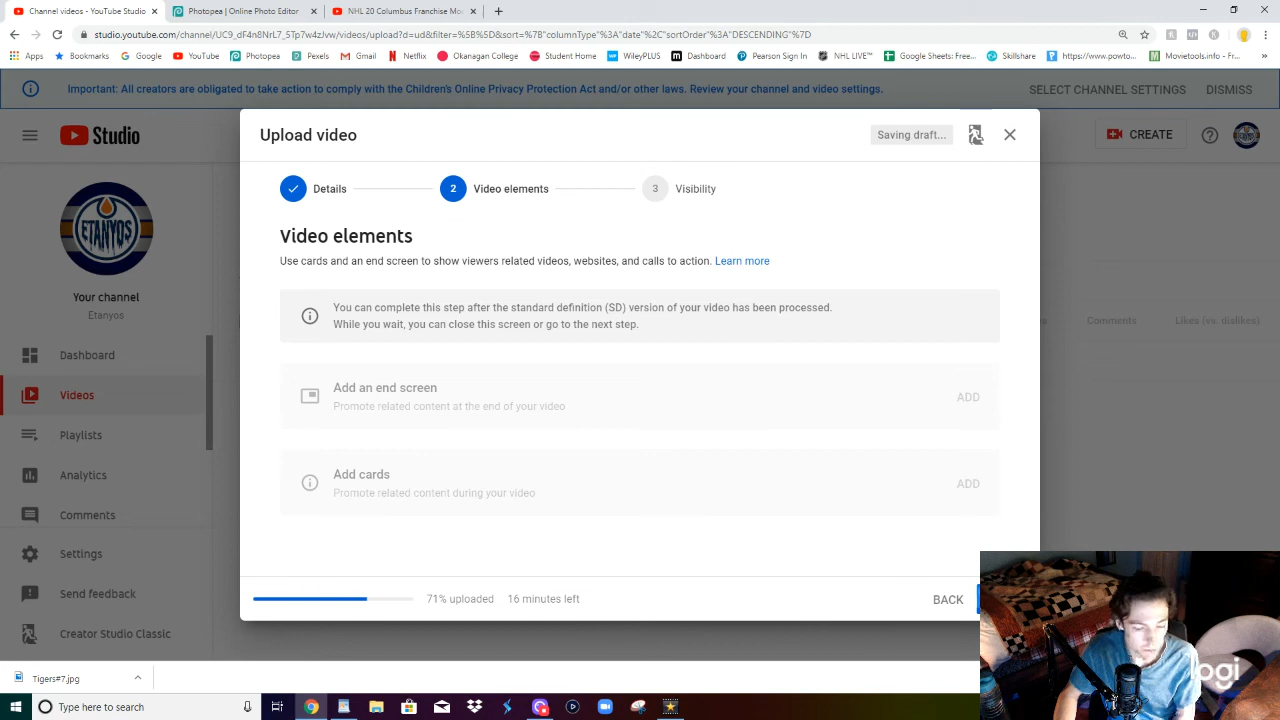 Channel videos - YouTube Studio
Photopea | Online Photo Editor
NHL 20 Columbus Franchise Mo
studio.youtube.com/channel/UC9_dF4n8NrL7_5Tp7w4zIvw/videos/upload?d=ud&filter=%5B%5D&sort=%7B"columnType"%3A"date"%2C"sortOrder"%3A"DESCENDING"%7D
Apps
Bookmarks
Google
YouTube
Photopea
Pexels
Gmail
Netflix
Okanagan College
Student Home
WileyPLUS
Dashboard
Pearson Sign In
NHL LIVE™
Google Sheets: Free...
Skillshare
https://www.powto...
Movietools.info - Fr...
Important: All creators are obligated to take action to comply with the Children's Online Privacy Protection Act and/or other laws. Review your channel and video settings.
SELECT CHANNEL SETTINGS
DISMISS
Studio
CREATE
Upload video
Saving draft...
Details
2
Video elements
3
Visibility
ETANYOS
Your channel
Etanyos
Video elements
Use cards and an end screen to show viewers related videos, websites, and calls to action. Learn more
You can complete this step after the standard definition (SD) version of your video has been processed.
While you wait, you can close this screen or go to the next step.
Comments
Likes (vs. dislikes)
Dashboard
Videos
Playlists
Analytics
Comments
Settings
Send feedback
Creator Studio Classic
Add an end screen
Promote related content at the end of your video
ADD
Add cards
Promote related content during your video
ADD
71% uploaded
16 minutes left
BACK
logi
Tigers#7.jpg
Type here to search